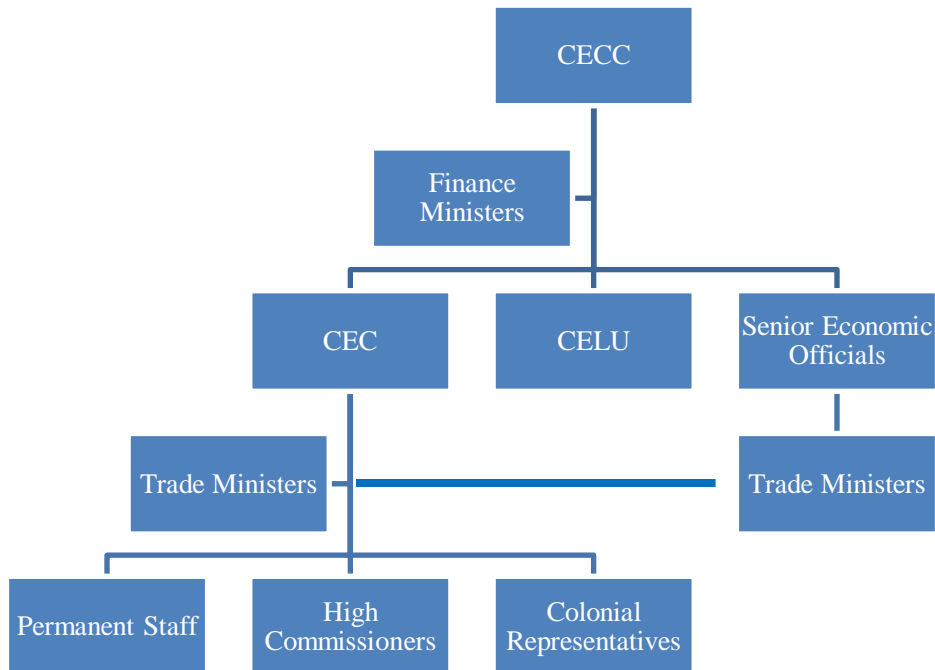 CECC
Finance
Ministers
CEC
CELU
Senior Economic
Officials
Trade Ministers
Trade Ministers
Permanent Staff
High
Commissioners
Colonial
Representatives